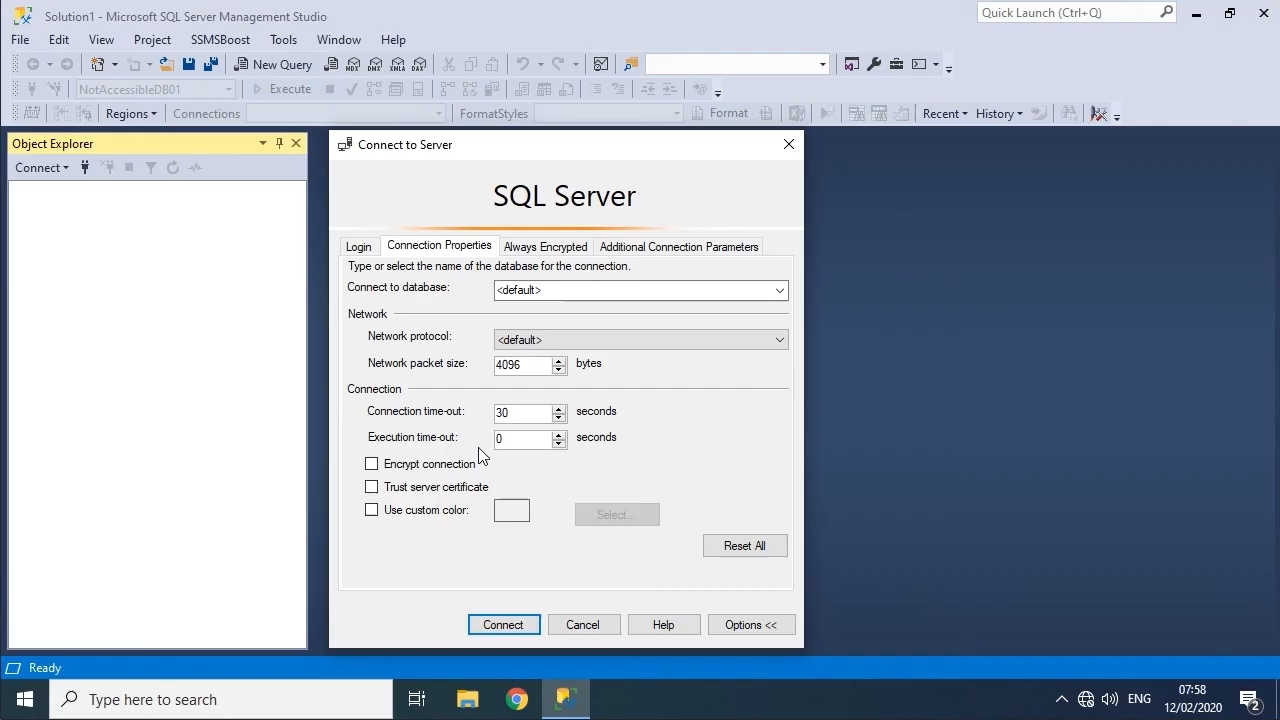 Solution1 - Microsoft SQL Server Management Studio
Quick Launch (Ctrl+Q)
File Edit View Project SSMSBoost Tools Window Help
New Query MDX DMX XMLA DAX
NotAccessibleDB01 Execute
Regions Connections FormatStyles Format Recent History
Object Explorer
Connect
Connect to Server
SQL Server
Login Connection Properties Always Encrypted Additional Connection Parameters
Type or select the name of the database for the connection.
Connect to database: <default>
Network
Network protocol: <default>
Network packet size: 4096 bytes
Connection
Connection time-out: 30 seconds
Execution time-out: 0 seconds
Encrypt connection
Trust server certificate
Use custom color: Select...
Reset All
Connect Cancel Help Options <<
Ready
Type here to search
ENG
07:58
12/02/2020
2